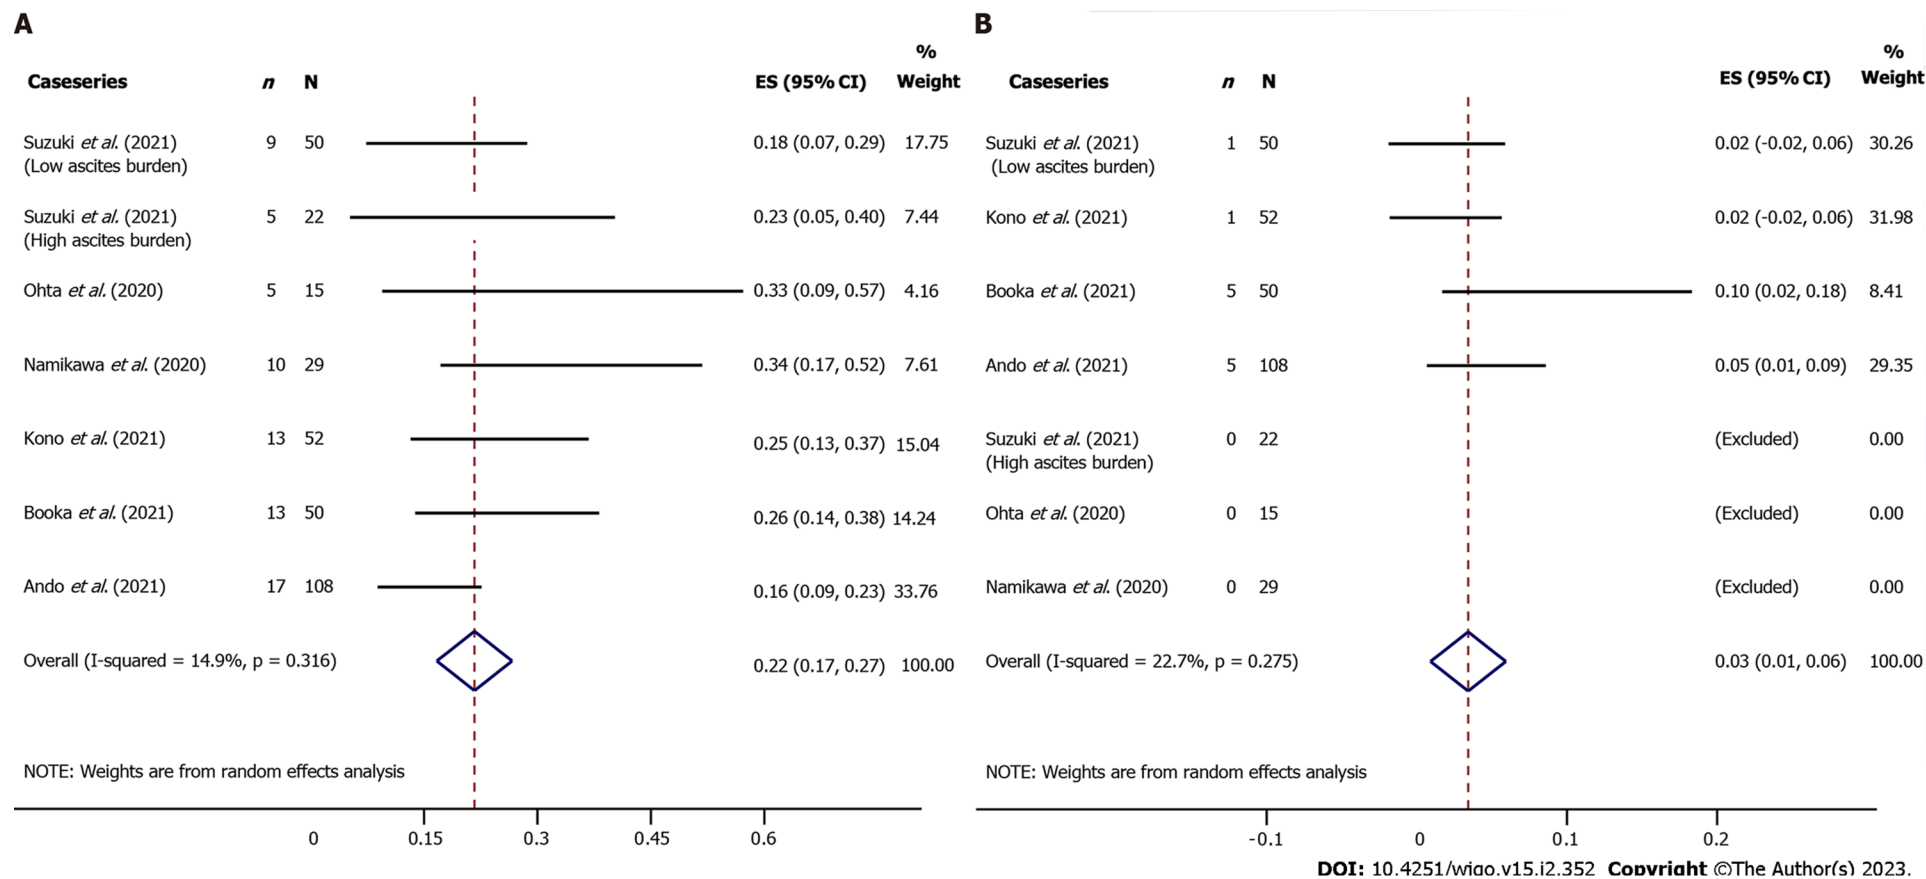 A
%
Caseseries n N ES (95% CI) Weight
Suzuki et al. (2021) 9 50 0.18 (0.07, 0.29) 17.75
(Low ascites burden)
Suzuki et al. (2021) 5 22 0.23 (0.05, 0.40) 7.44
(High ascites burden)
Ohta et al. (2020) 5 15 0.33 (0.09, 0.57) 4.16
Namikawa et al. (2020) 10 29 0.34 (0.17, 0.52) 7.61
Kono et al. (2021) 13 52 0.25 (0.13, 0.37) 15.04
Booka et al. (2021) 13 50 0.26 (0.14, 0.38) 14.24
Ando et al. (2021) 17 108 0.16 (0.09, 0.23) 33.76
Overall (I-squared = 14.9%, p = 0.316) 0.22 (0.17, 0.27) 100.00
NOTE: Weights are from random effects analysis
0 0.15 0.3 0.45 0.6
B
%
Caseseries n N ES (95% CI) Weight
Suzuki et al. (2021) 1 50 0.02 (-0.02, 0.06) 30.26
(Low ascites burden)
Kono et al. (2021) 1 52 0.02 (-0.02, 0.06) 31.98
Booka et al. (2021) 5 50 0.10 (0.02, 0.18) 8.41
Ando et al. (2021) 5 108 0.05 (0.01, 0.09) 29.35
Suzuki et al. (2021) 0 22 (Excluded) 0.00
(High ascites burden)
Ohta et al. (2020) 0 15 (Excluded) 0.00
Namikawa et al. (2020) 0 29 (Excluded) 0.00
Overall (I-squared = 22.7%, p = 0.275) 0.03 (0.01, 0.06) 100.00
NOTE: Weights are from random effects analysis
-0.1 0 0.1 0.2
DOI: 10.4251/wjgo.v15.i2.352 Copyright ©The Author(s) 2023.